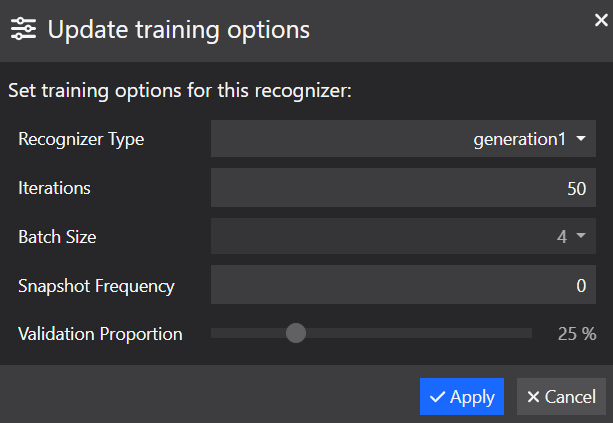 Update training options
Set training options for this recognizer:
Recognizer Type generation1
Iterations 50
Batch Size 4
Snapshot Frequency 0
Validation Proportion 25 %
Apply Cancel